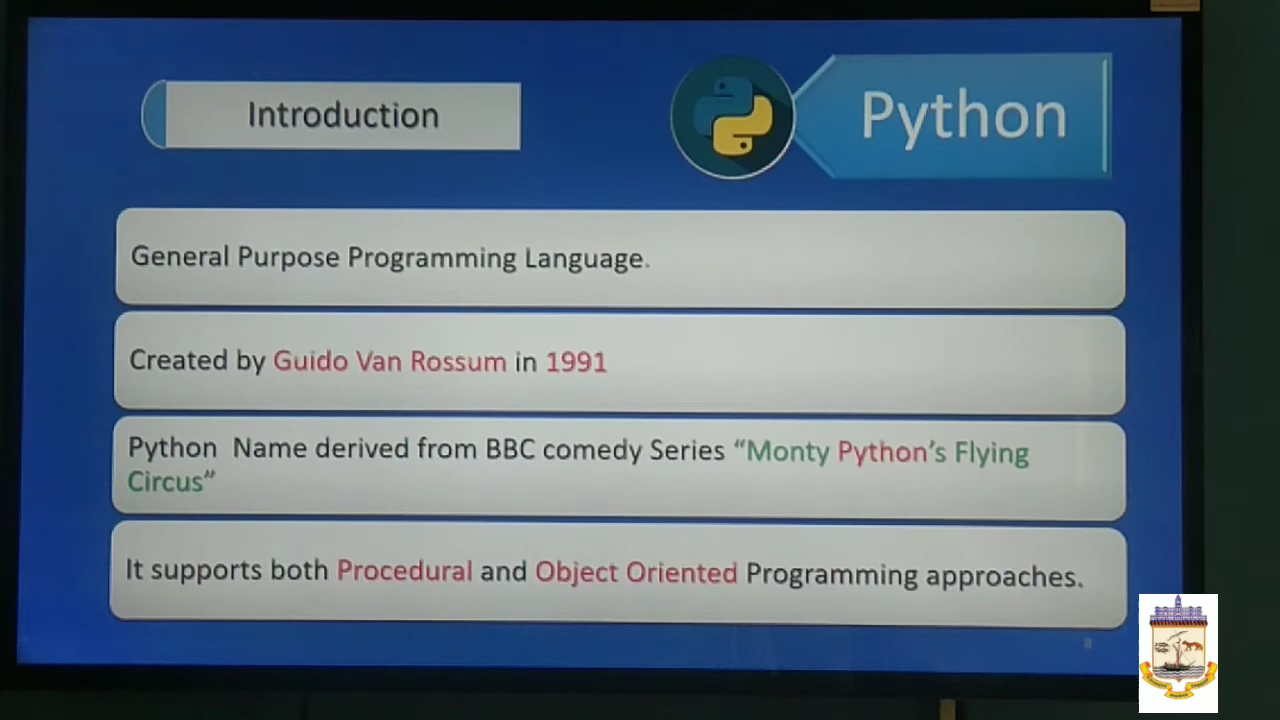 Introduction
Python
General Purpose Programming Language.
Created by Guido Van Rossum in 1991
Python Name derived from BBC comedy Series “Monty Python’s Flying
Circus”
It supports both Procedural and Object Oriented Programming approaches.